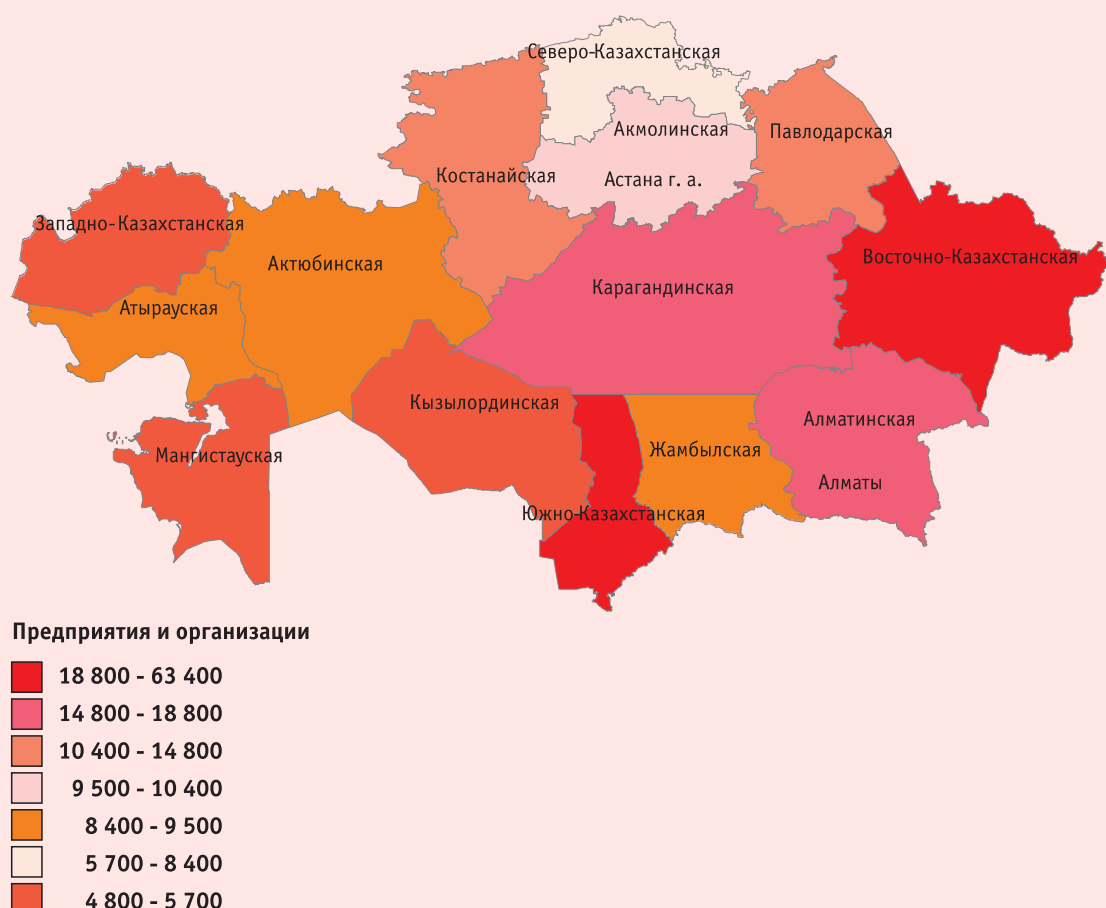 Северо-Казахстанская
Акмолинская
Павлодарская
Костанайская
Астана г. а.
Западно-Казахстанская
Актюбинская
Восточно-Казахстанская
Карагандинская
Атырауская
Кызылординская
Алматинская
Жамбылская
Мангистауская
Алматы
Южно-Казахстанская
Предприятия и организации
18 800 - 63 400
14 800 - 18 800
10 400 - 14 800
9 500 - 10 400
8 400 - 9 500
5 700 - 8 400
4 800 - 5 700